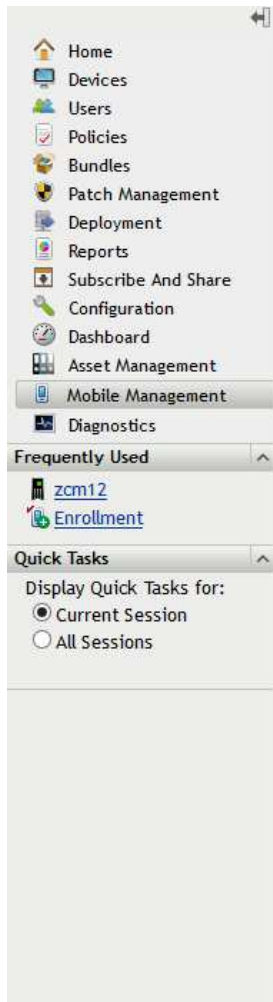 Home
Devices
Users
Policies
Bundles
Patch Management
Deployment
Reports
Subscribe And Share
Configuration
Dashboard
Asset Management
Mobile Management
Diagnostics
Frequently Used
zcm12
Enrollment
Quick Tasks
Display Quick Tasks for:
Current Session
All Sessions